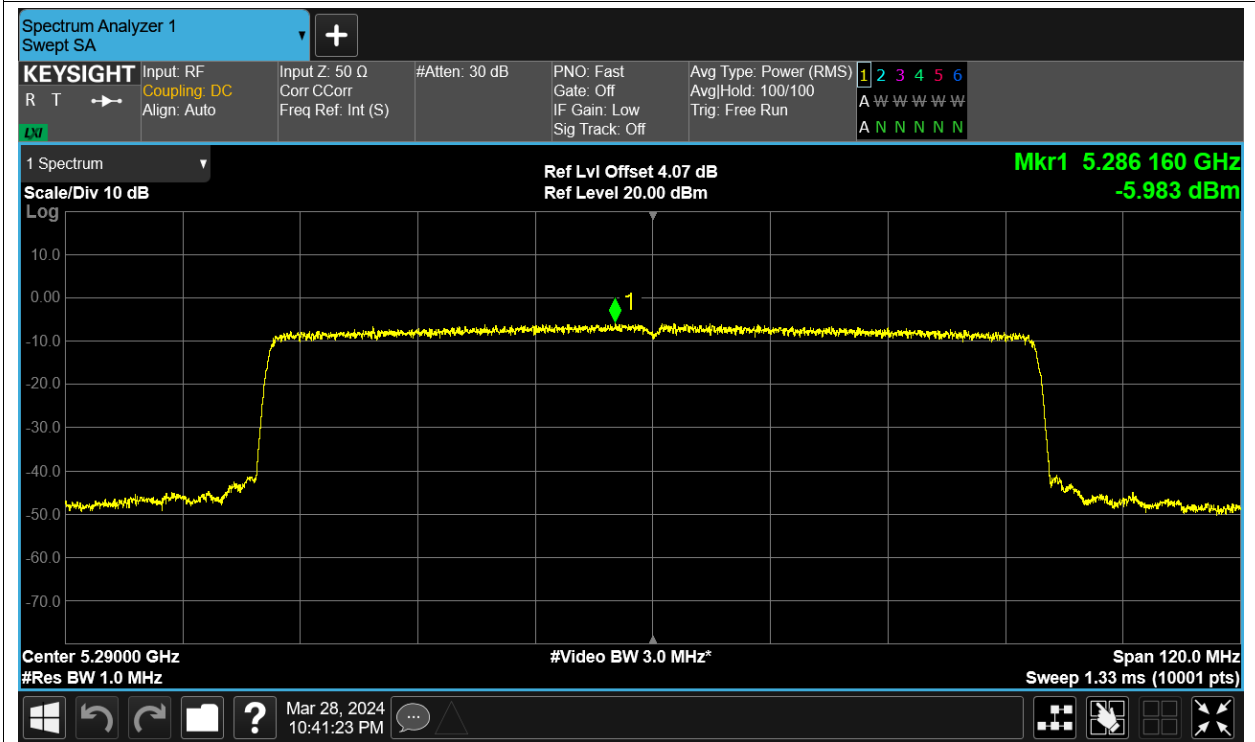 Spectrum Analyzer 1
Swept SA
+
KEYSIGHT
R T
LXI
Input: RF
Coupling: DC
Align: Auto
Input Z: 50 Ω
Corr CCorr
Freq Ref: Int (S)
#Atten: 30 dB
PNO: Fast
Gate: Off
IF Gain: Low
Sig Track: Off
Avg Type: Power (RMS)
Avg|Hold: 100/100
Trig: Free Run
1 2 3 4 5 6
A W W W W W
A N N N N N
1 Spectrum
Scale/Div 10 dB
Log
Ref Lvl Offset 4.07 dB
Ref Level 20.00 dBm
Mkr1 5.286 160 GHz
-5.983 dBm
10.0
0.00
-10.0
-20.0
-30.0
-40.0
-50.0
-60.0
-70.0
1
Center 5.29000 GHz
#Res BW 1.0 MHz
#Video BW 3.0 MHz*
Span 120.0 MHz
Sweep 1.33 ms (10001 pts)
?
Mar 28, 2024
10:41:23 PM